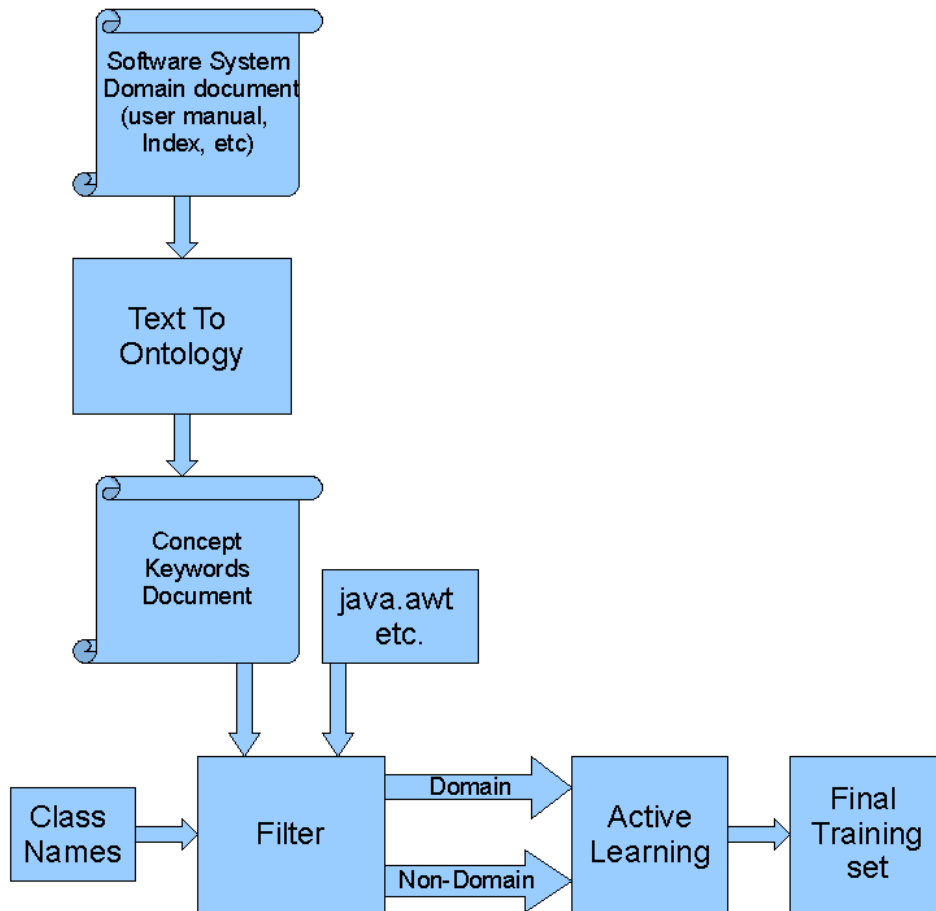 Software System
Domain document
(user manual,
Index, etc)
Text To
Ontology
Concept
Keywords
Document
java.awt
etc.
Class
Names
Filter
Domain
Non-Domain
Active
Learning
Final
Training
set